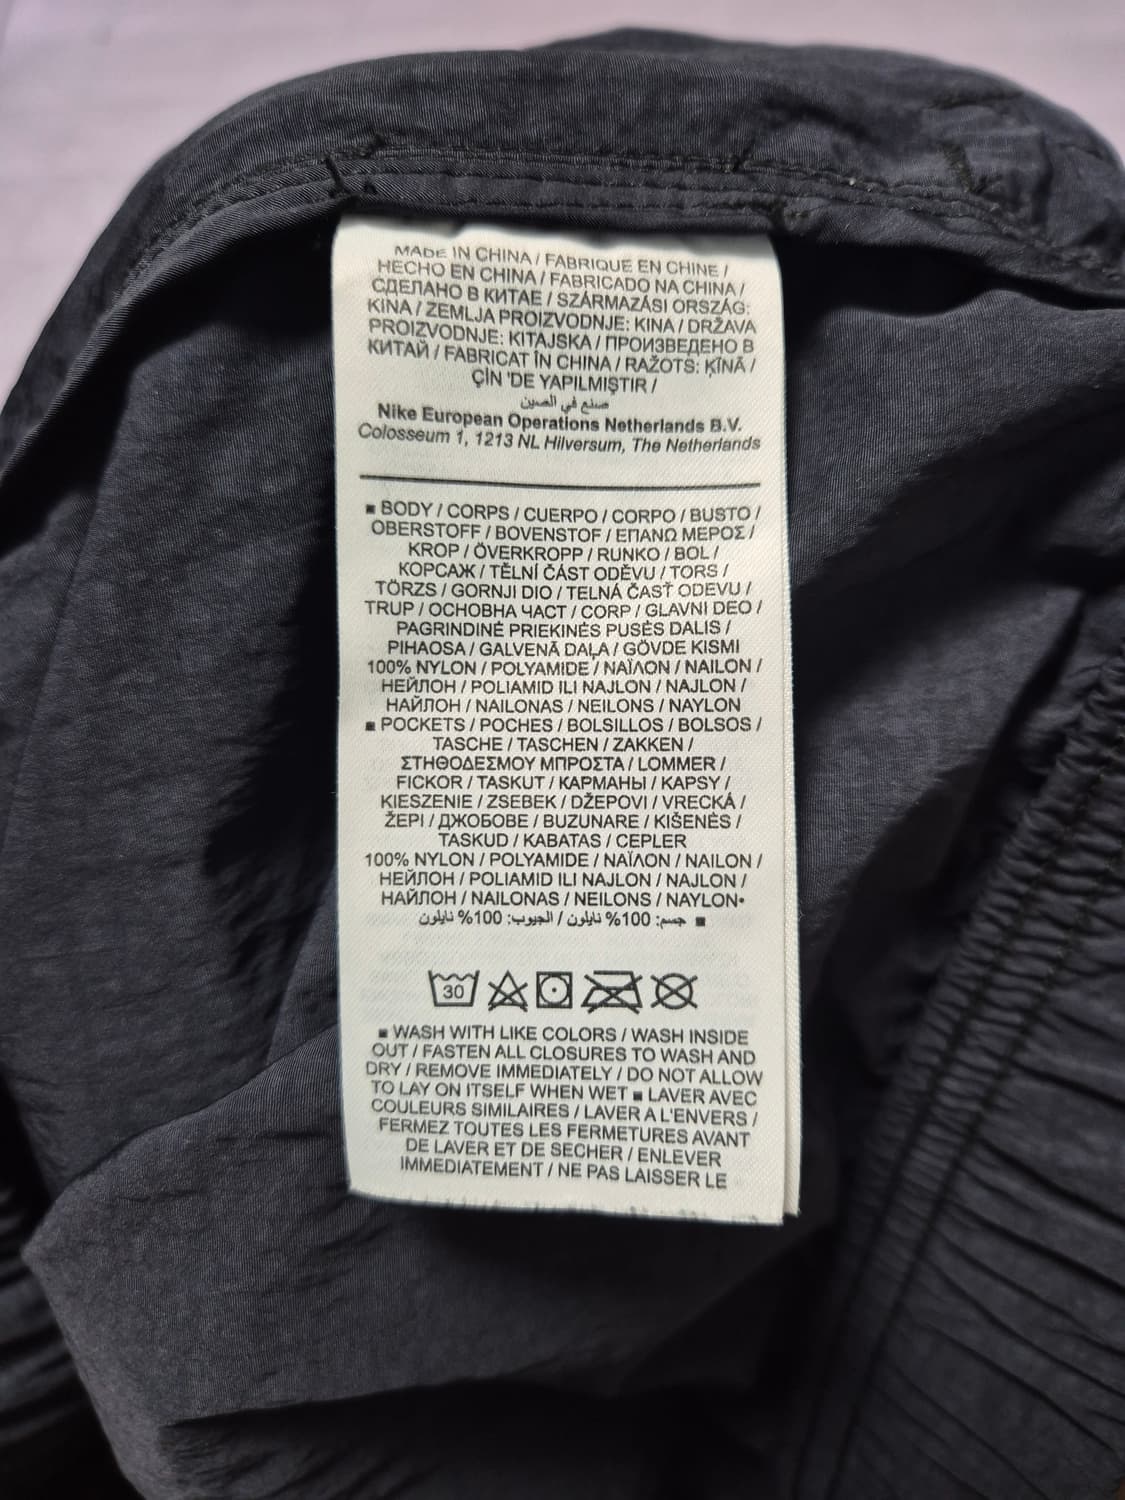 MADE IN CHINA / FABRIQUE EN CHINE /
HECHO EN CHINA / FABRICADO NA CHINA /
СДЕЛАНО В КИТАЕ / SZÁRMAZÁSI ORSZÁG:
KINA / ZEMLJA PROIZVODNJE: KINA / DRŽAVA
PROIZVODNJE: KITAJSKA / ПРОИЗВЕДЕНО В
КИТАЙ / FABRICAT ÎN CHINA / RAŽOTS: ĶĪNĀ /
ÇİN 'DE YAPILMIŞTIR /
صنع في الصين
Nike European Operations Netherlands B.V.
Colosseum 1, 1213 NL Hilversum, The Netherlands
■ BODY / CORPS / CUERPO / CORPO / BUSTO /
OBERSTOFF / BOVENSTOF / ΕΠΑΝΩ ΜΕΡΟΣ /
KROP / ÖVERKROPP / RUNKO / BOL /
КОРСАЖ / TĚLNÍ ČÁST ODĚVU / TORS /
TÖRZS / GORNJI DIO / TELNÁ ČASŤ ODEVU /
TRUP / ОСНОВНА ЧАСТ / CORP / GLAVNI DEO /
PAGRINDINĖ PRIEKINĖS PUSĖS DALIS /
PIHAOSA / GALVENĀ DAĻA / GÖVDE KISMI
100% NYLON / POLYAMIDE / ΝΑΪΛΟΝ / NAILON /
НЕЙЛОН / POLIAMID ILI NAJLON / NAJLON /
НАЙЛОН / NAILONAS / NEILONS / NAYLON
■ POCKETS / POCHES / BOLSILLOS / BOLSOS /
TASCHE / TASCHEN / ZAKKEN /
ΣΤΗΘΟΔΕΣΜΟΥ ΜΠΡΟΣΤΑ / LOMMER /
FICKOR / TASKUT / КАРМАНЫ / KAPSY /
KIESZENIE / ZSEBEK / DŽEPOVI / VRECKÁ /
ŽEPI / ДЖОБОВЕ / BUZUNARE / KIŠENĖS /
TASKUD / KABATAS / CEPLER
100% NYLON / POLYAMIDE / ΝΑΪΛΟΝ / NAILON /
НЕЙЛОН / POLIAMID ILI NAJLON / NAJLON /
НАЙЛОН / NAILONAS / NEILONS / NAYLON•
■ جسم: 100% نايلون / الجيوب: 100% نايلون
30
■ WASH WITH LIKE COLORS / WASH INSIDE
OUT / FASTEN ALL CLOSURES TO WASH AND
DRY / REMOVE IMMEDIATELY / DO NOT ALLOW
TO LAY ON ITSELF WHEN WET ■ LAVER AVEC
COULEURS SIMILAIRES / LAVER A L'ENVERS /
FERMEZ TOUTES LES FERMETURES AVANT
DE LAVER ET DE SECHER / ENLEVER
IMMEDIATEMENT / NE PAS LAISSER LE